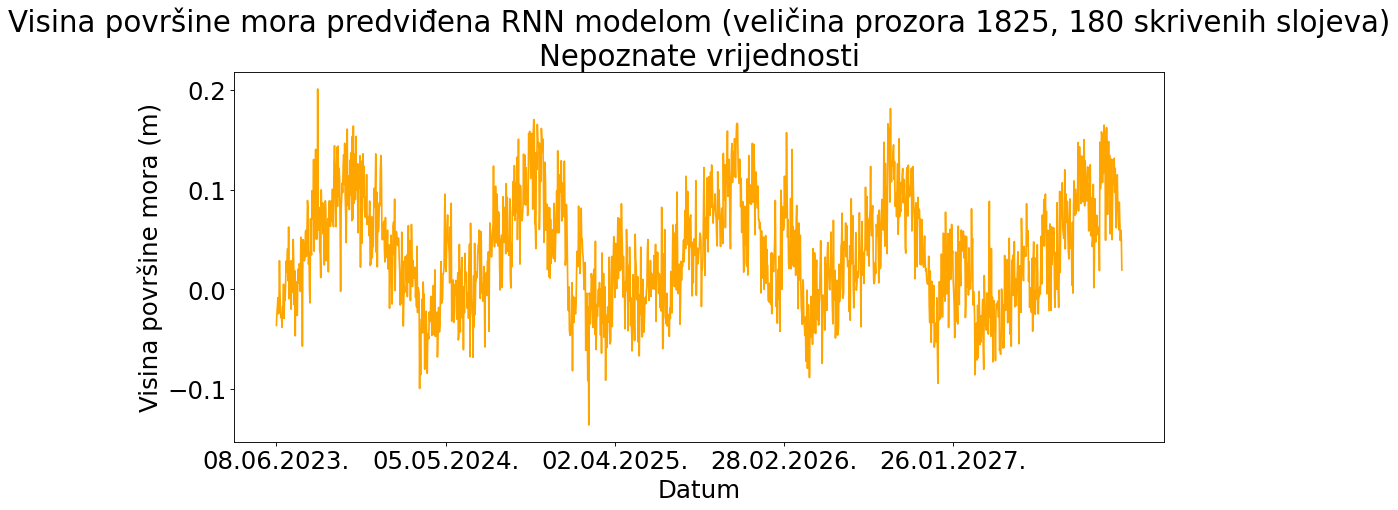 Visina površine mora predviđena RNN modelom (veličina prozora 1825, 180 skrivenih slojeva)
Nepoznate vrijednosti
Visina površine mora (m)
0.2
0.1
0.0
−0.1
08.06.2023. 05.05.2024. 02.04.2025. 28.02.2026. 26.01.2027.
Datum